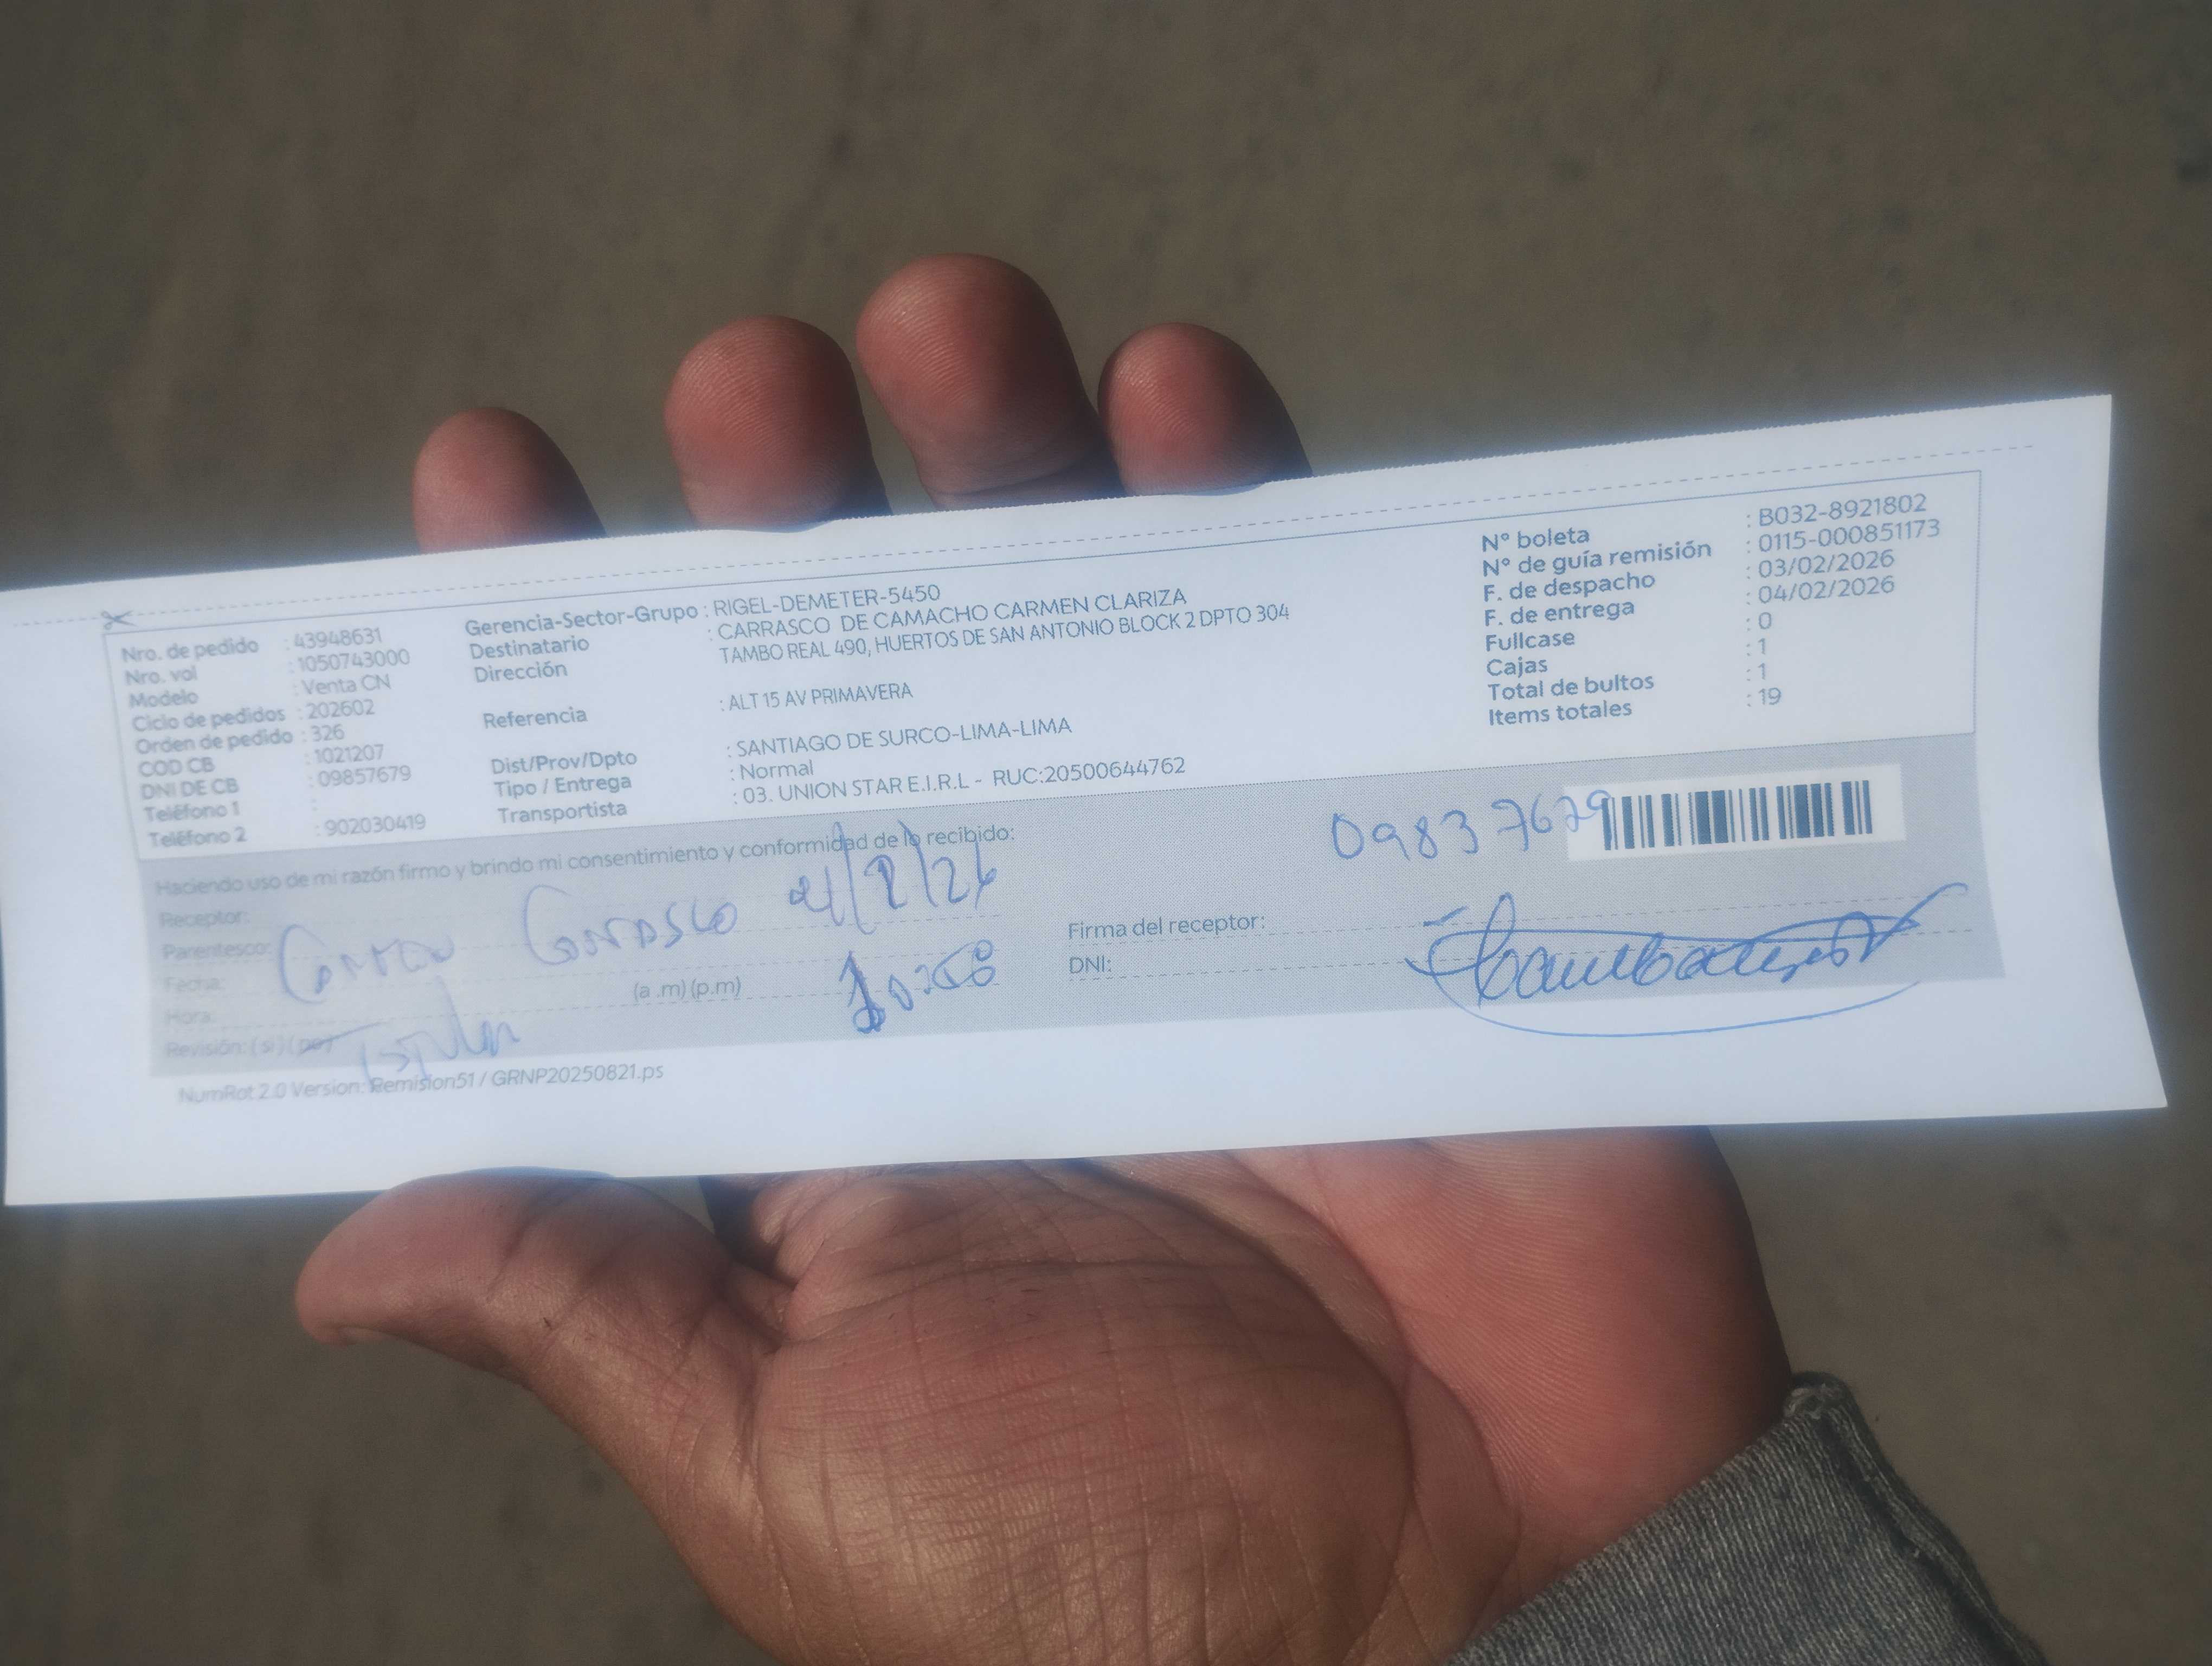 Nro. de pedido : 43948631
Nro. vol : 1050743000
Modelo : Venta CN
Ciclo de pedidos : 202602
Orden de pedido : 326
COD CB : 1021207
DNI DE CB : 09857679
Teléfono 1 :
Teléfono 2 : 902030419
Gerencia-Sector-Grupo : RIGEL-DEMETER-5450
Destinatario : CARRASCO DE CAMACHO CARMEN CLARIZA
Dirección TAMBO REAL 490, HUERTOS DE SAN ANTONIO BLOCK 2 DPTO 304
Referencia : ALT 15 AV PRIMAVERA
Dist/Prov/Dpto : SANTIAGO DE SURCO-LIMA-LIMA
Tipo / Entrega : Normal
Transportista : 03. UNION STAR E.I.R.L - RUC:20500644762
N° boleta : B032-8921802
N° de guía remisión : 0115-000851173
F. de despacho : 03/02/2026
F. de entrega : 04/02/2026
Fullcase : 0
Cajas : 1
Total de bultos : 1
Items totales : 19
Haciendo uso de mi razón firmo y brindo mi consentimiento y conformidad de lo recibido:
Receptor:
Parentesco:
Fecha:
Hora: (a .m) (p.m)
Revisión: ( si ) ( no )
Firma del receptor:
DNI:
NumRot 2.0 Version: Remision51 / GRNP20250821.ps